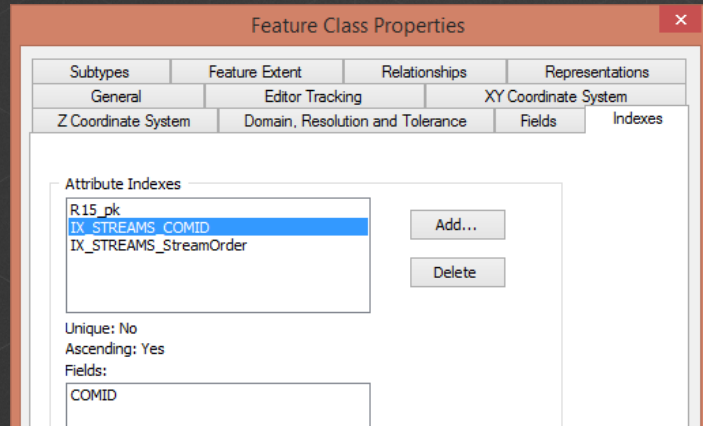 Feature Class Properties
Subtypes Feature Extent Relationships Representations
General Editor Tracking XY Coordinate System
Z Coordinate System Domain, Resolution and Tolerance Fields Indexes
Attribute Indexes
R15_pk
IX_STREAMS_COMID
IX_STREAMS_StreamOrder
Add...
Delete
Unique: No
Ascending: Yes
Fields:
COMID